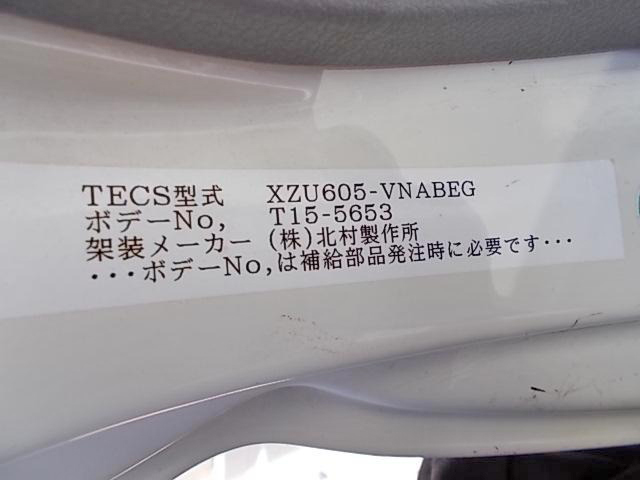 TECS型式 XZU605-VNABEG
ボデーNo, T15-5653
架装メーカー (株)北村製作所
・・・ボデーNo,は補給部品発注時に必要です・・・